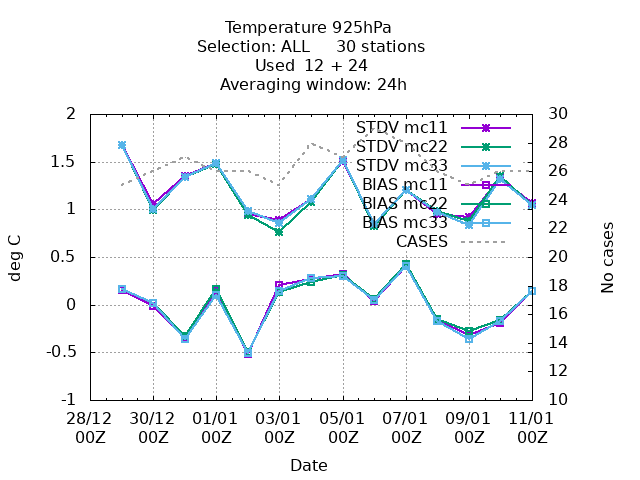 Temperature 925hPa
Selection: ALL 30 stations
Used 12 + 24
Averaging window: 24h
deg C
2
1.5
1
0.5
0
-0.5
-1
STDV mc11
STDV mc22
STDV mc33
BIAS mc11
BIAS mc22
BIAS mc33
CASES
30
28
26
24
22
20
18
16
14
12
10
No cases
28/12 30/12 01/01 03/01 05/01 07/01 09/01 11/01
00Z 00Z 00Z 00Z 00Z 00Z 00Z 00Z
Date